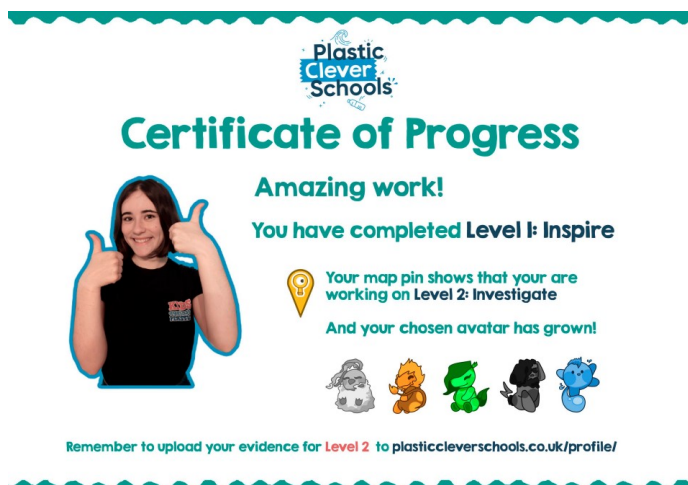 Plastic
Clever
Schools
Certificate of Progress
Amazing work!
You have completed Level 1: Inspire
Your map pin shows that your are
working on Level 2: Investigate
And your chosen avatar has grown!
Remember to upload your evidence for Level 2 to plasticcleverschools.co.uk/profile/